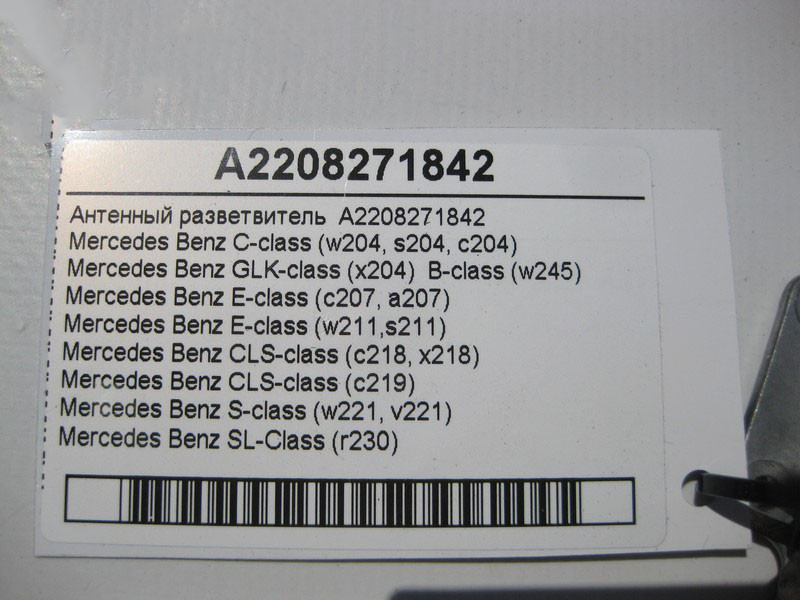 A2208271842
Антенный разветвитель A2208271842
Mercedes Benz C-class (w204, s204, c204)
Mercedes Benz GLK-class (x204) B-class (w245)
Mercedes Benz E-class (c207, a207)
Mercedes Benz E-class (w211,s211)
Mercedes Benz CLS-class (c218, x218)
Mercedes Benz CLS-class (c219)
Mercedes Benz S-class (w221, v221)
Mercedes Benz SL-Class (r230)